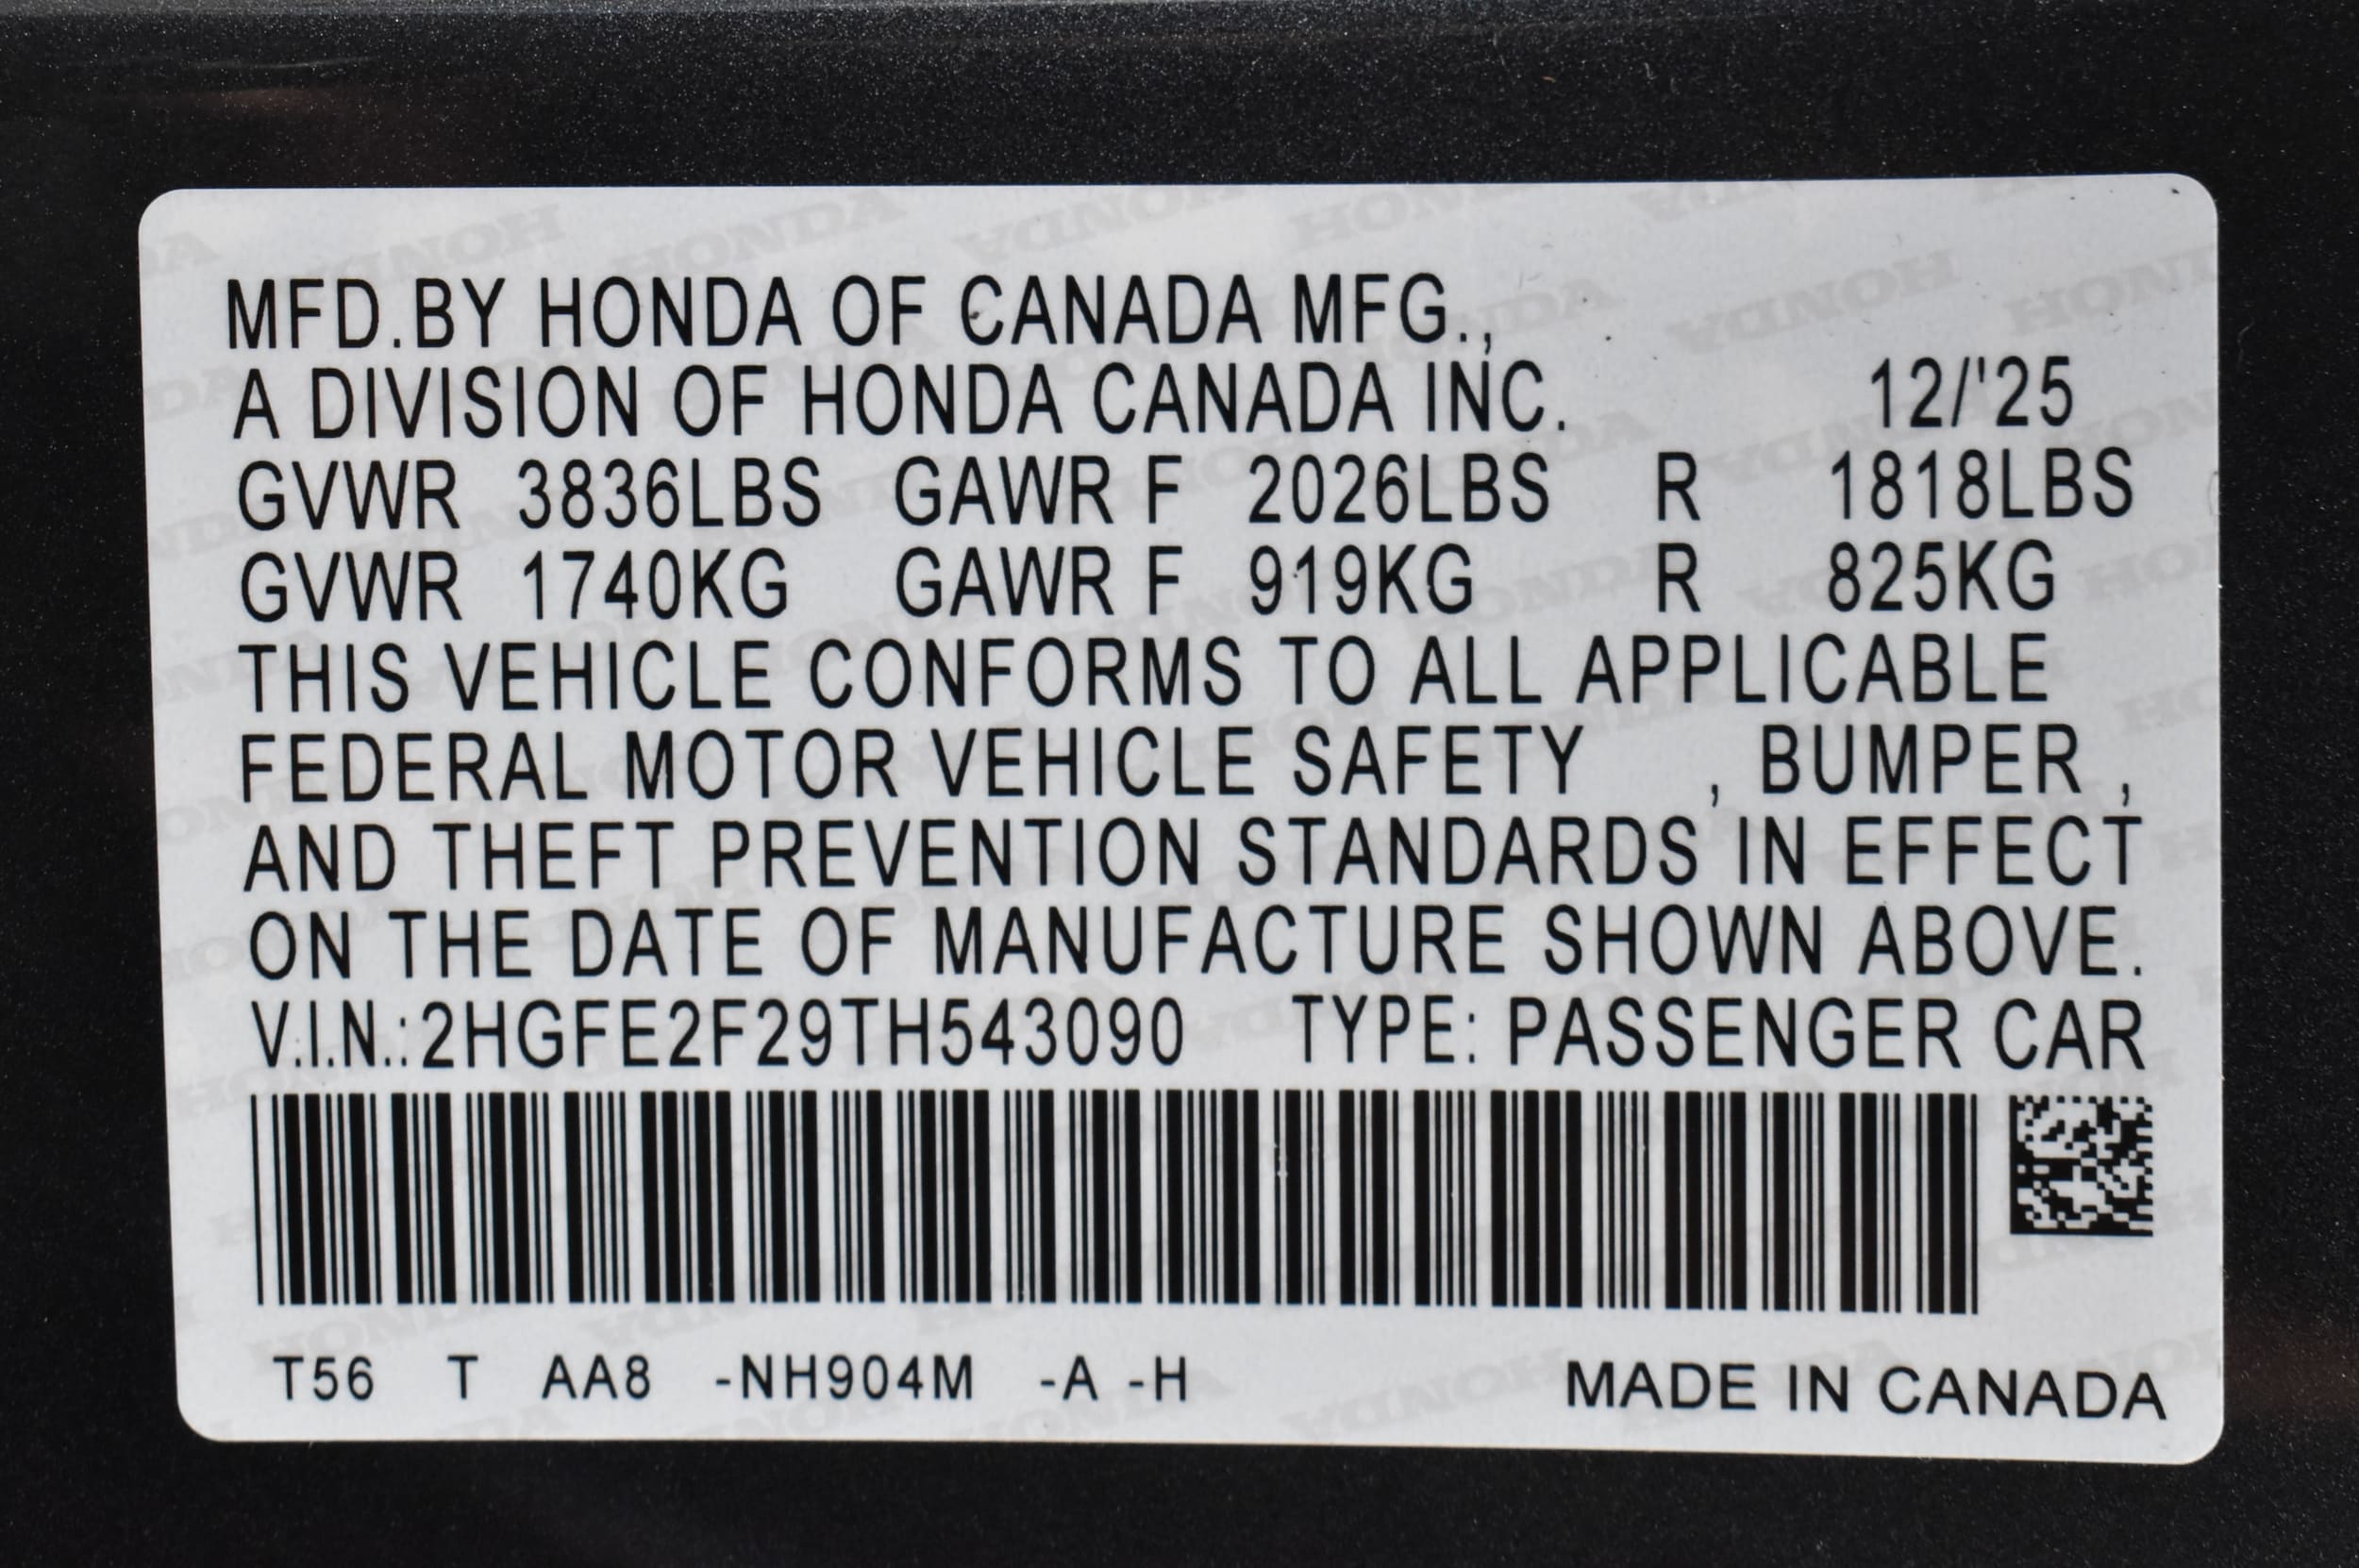 MFD.BY HONDA OF CANADA MFG.,
A DIVISION OF HONDA CANADA INC. 12/'25
GVWR 3836LBS GAWR F 2026LBS R 1818LBS
GVWR 1740KG GAWR F 919KG R 825KG
THIS VEHICLE CONFORMS TO ALL APPLICABLE
FEDERAL MOTOR VEHICLE SAFETY , BUMPER ,
AND THEFT PREVENTION STANDARDS IN EFFECT
ON THE DATE OF MANUFACTURE SHOWN ABOVE.
V.I.N.:2HGFE2F29TH543090 TYPE: PASSENGER CAR
T56 T AA8 -NH904M -A -H MADE IN CANADA